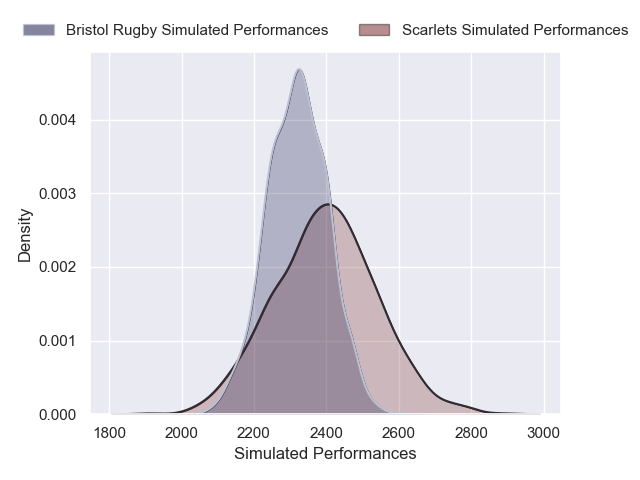 Bristol Rugby Simulated Performances
Scarlets Simulated Performances
0.004
0.003
0.002
0.001
0.000
Density
1800 2000 2200 2400 2600 2800 3000
Simulated Performances